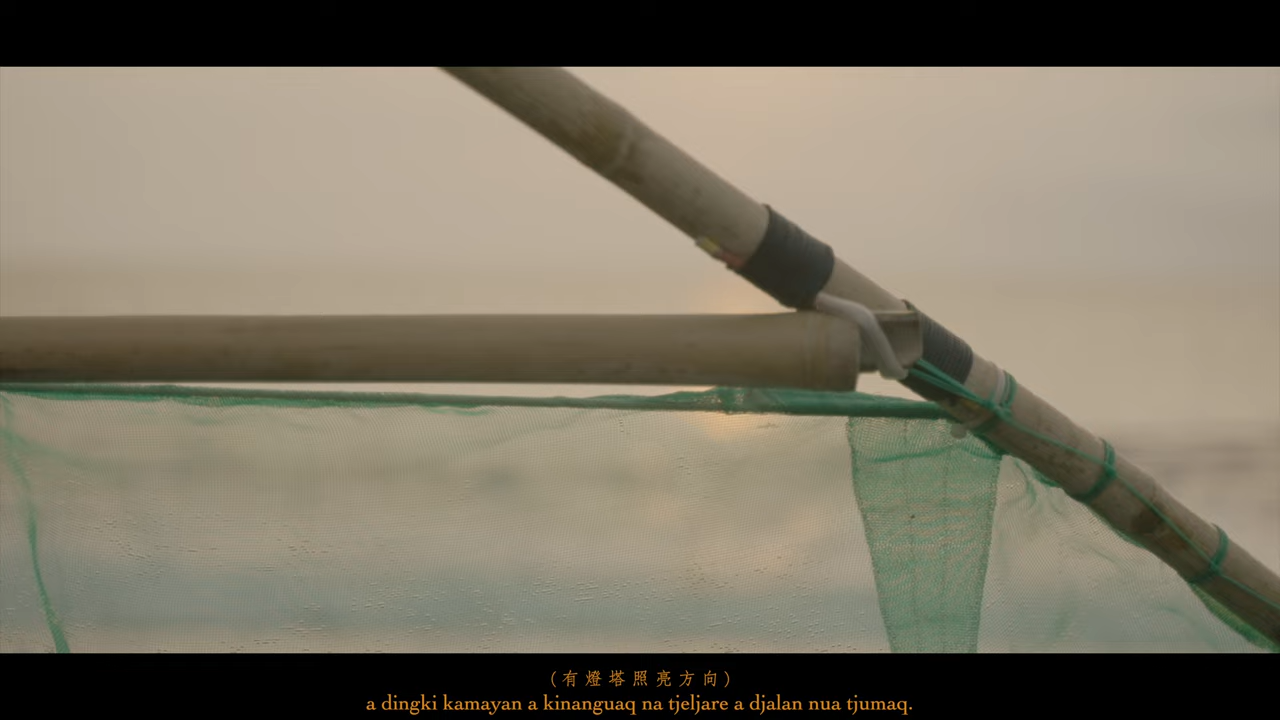 (有燈塔照亮方向)
a dingki kamayan a kinanguaq na tjeljare a djalan nua tjumaq.